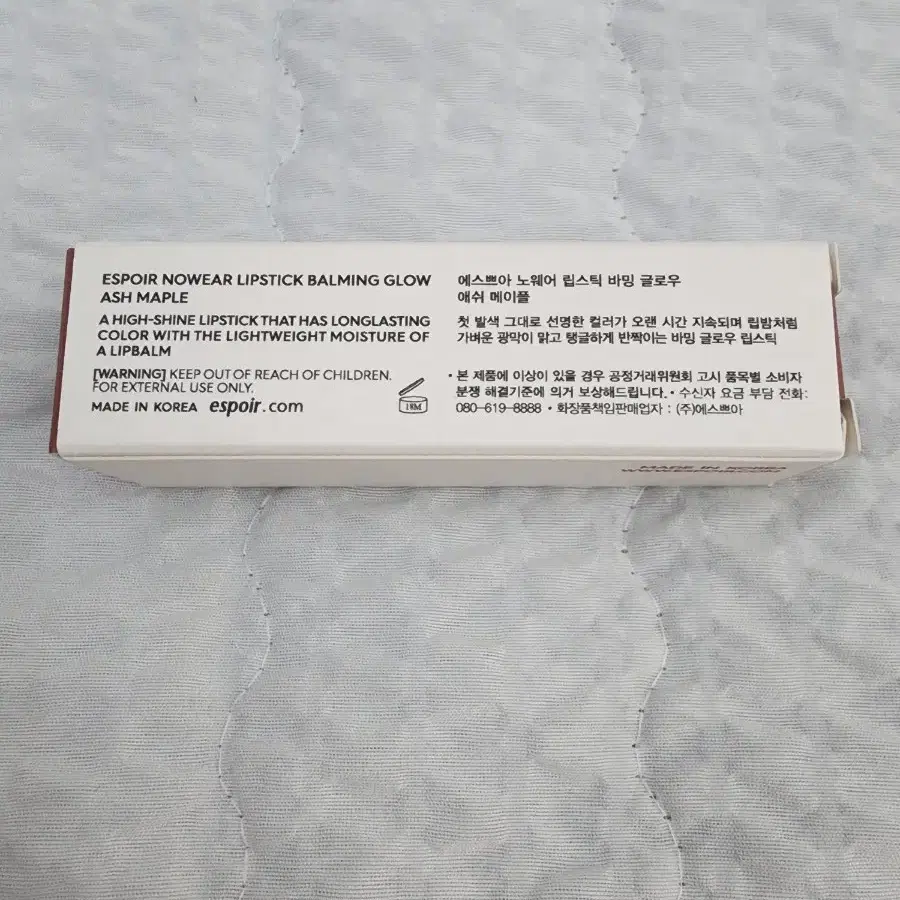 ESPOIR NOWEAR LIPSTICK BALMING GLOW
ASH MAPLE
A HIGH-SHINE LIPSTICK THAT HAS LONGLASTING
COLOR WITH THE LIGHTWEIGHT MOISTURE OF
A LIPBALM
[WARNING] KEEP OUT OF REACH OF CHILDREN.
FOR EXTERNAL USE ONLY.
MADE IN KOREA espoir.com
18M
에스쁘아 노웨어 립스틱 바밍 글로우
애쉬 메이플
첫 발색 그대로 선명한 컬러가 오랜 시간 지속되며 립밤처럼
가벼운 광막이 맑고 탱글하게 반짝이는 바밍 글로우 립스틱
• 본 제품에 이상이 있을 경우 공정거래위원회 고시 품목별 소비자
분쟁 해결기준에 의거 보상해드립니다. • 수신자 요금 부담 전화:
080-619-8888 • 화장품책임판매업자 : (주)에스쁘아
MADE IN KOREA
WWW.ESPOIR.COM